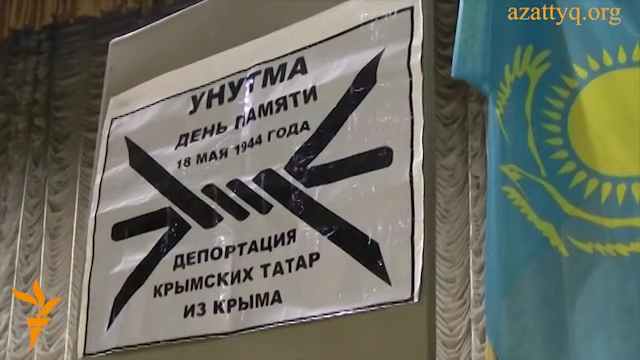 azattyq.org
УНУТМА
ДЕНЬ ПАМЯТИ
18 МАЯ 1944 ГОДА
ДЕПОРТАЦИЯ
КРЫМСКИХ ТАТАР
ИЗ КРЫМА